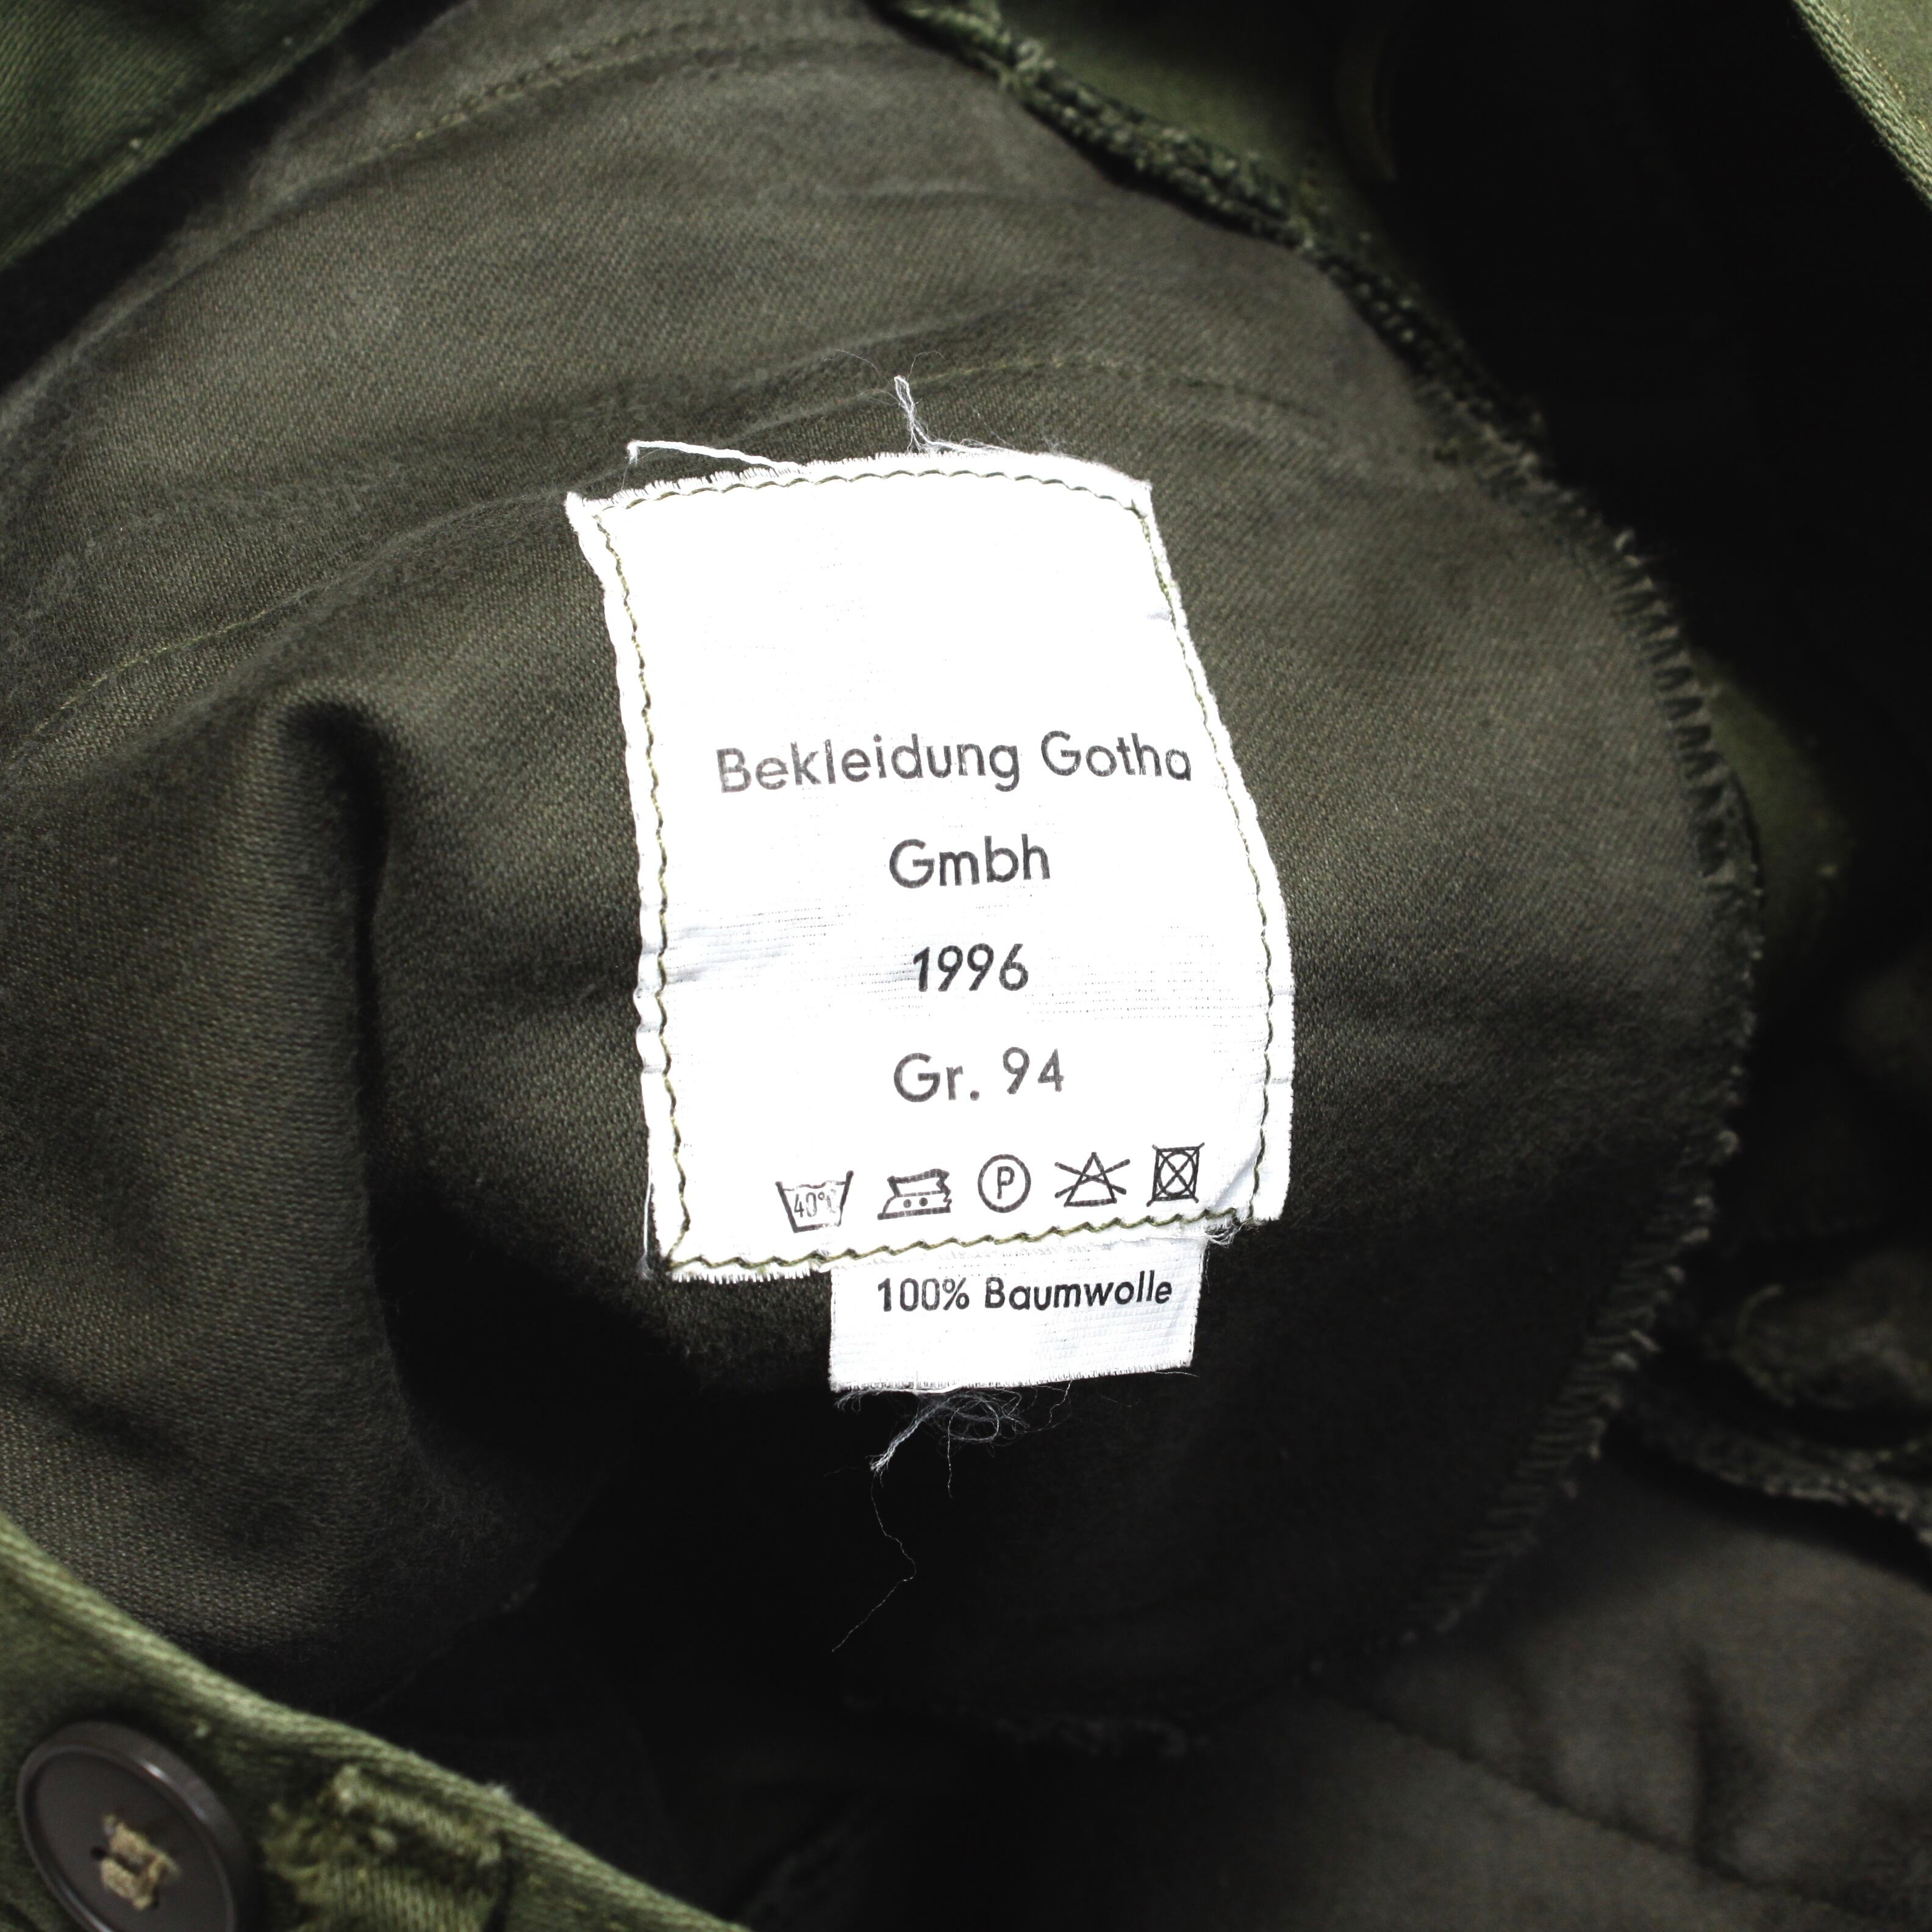 Bekleidung Gotha
Gmbh
1996
Gr. 94
40°C P
100% Baumwolle